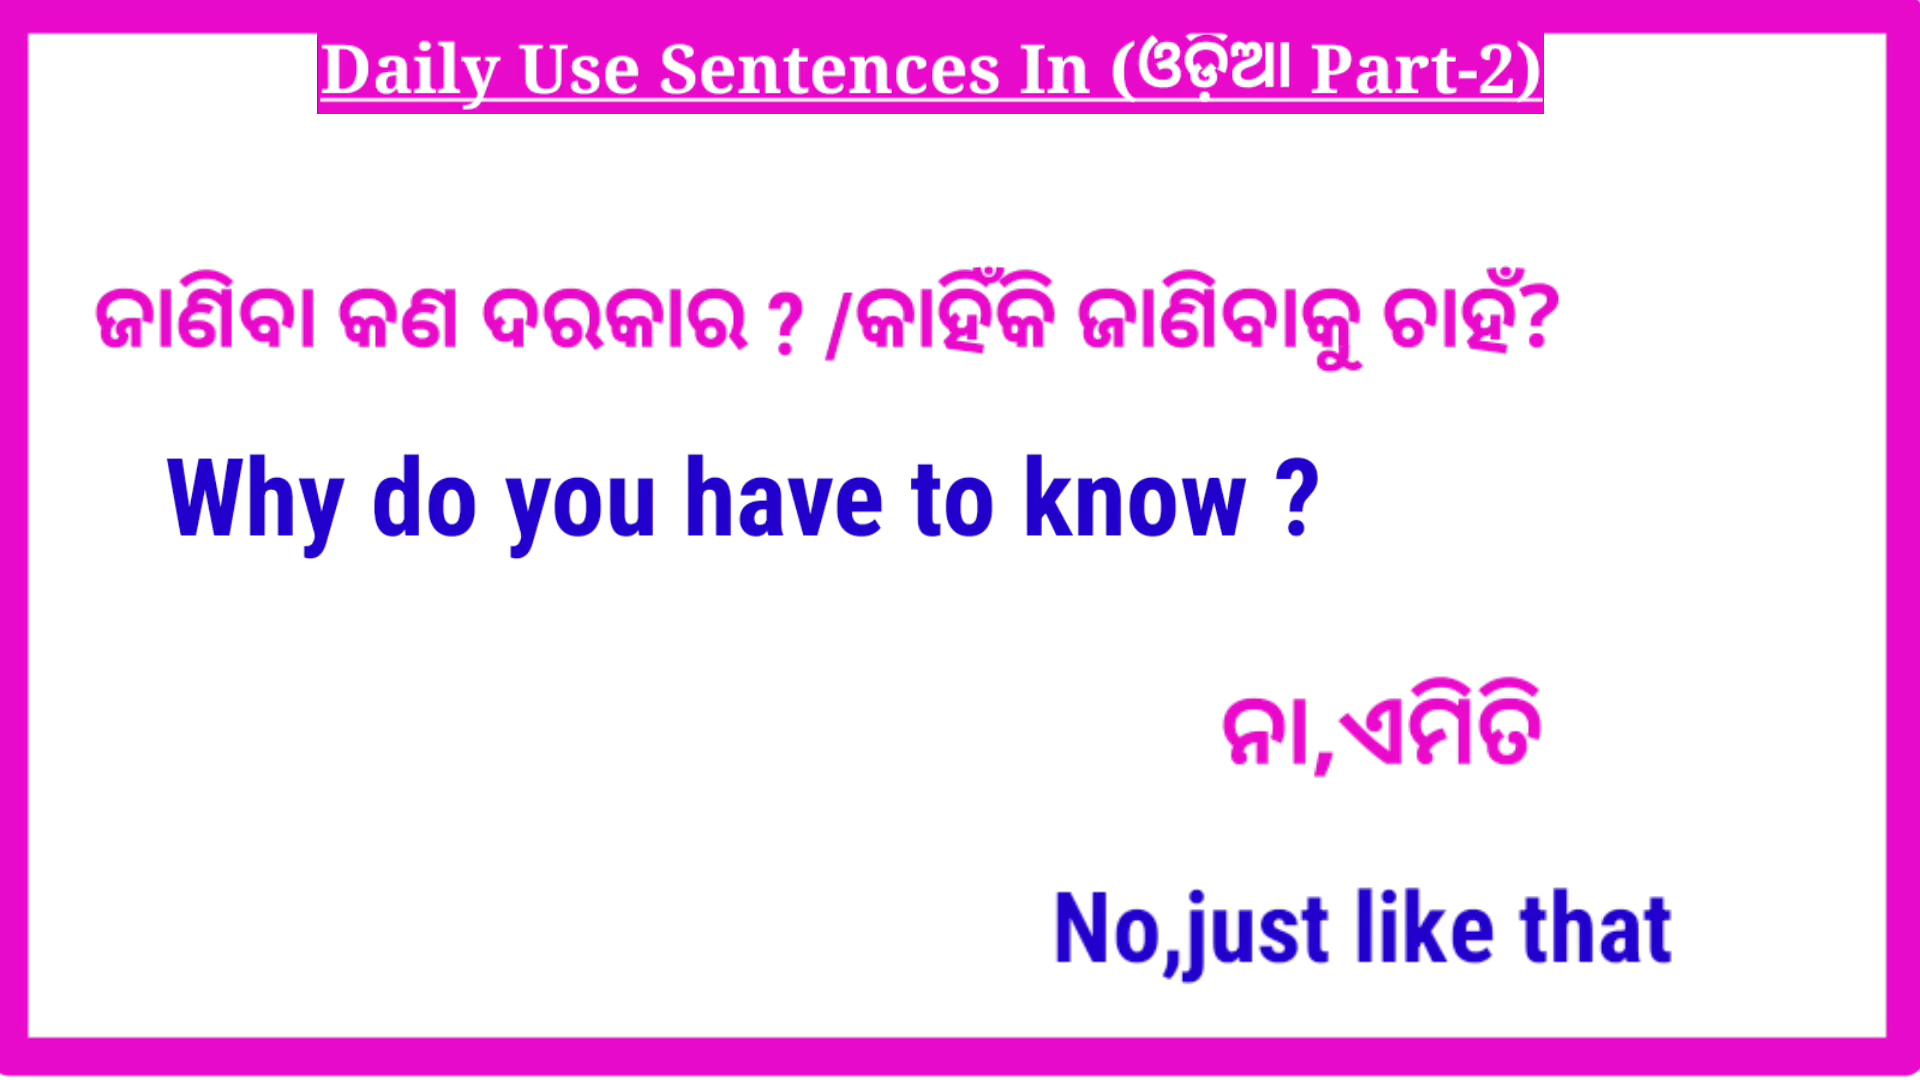 Daily Use Sentences In (ଓଡ଼ିଆ Part-2)
ଜାଣିବା କଣ ଦରକାର ? /କାହିଁକି ଜାଣିବାକୁ ଚାହଁ?
Why do you have to know ?
ନା,ଏମିତି
No,just like that